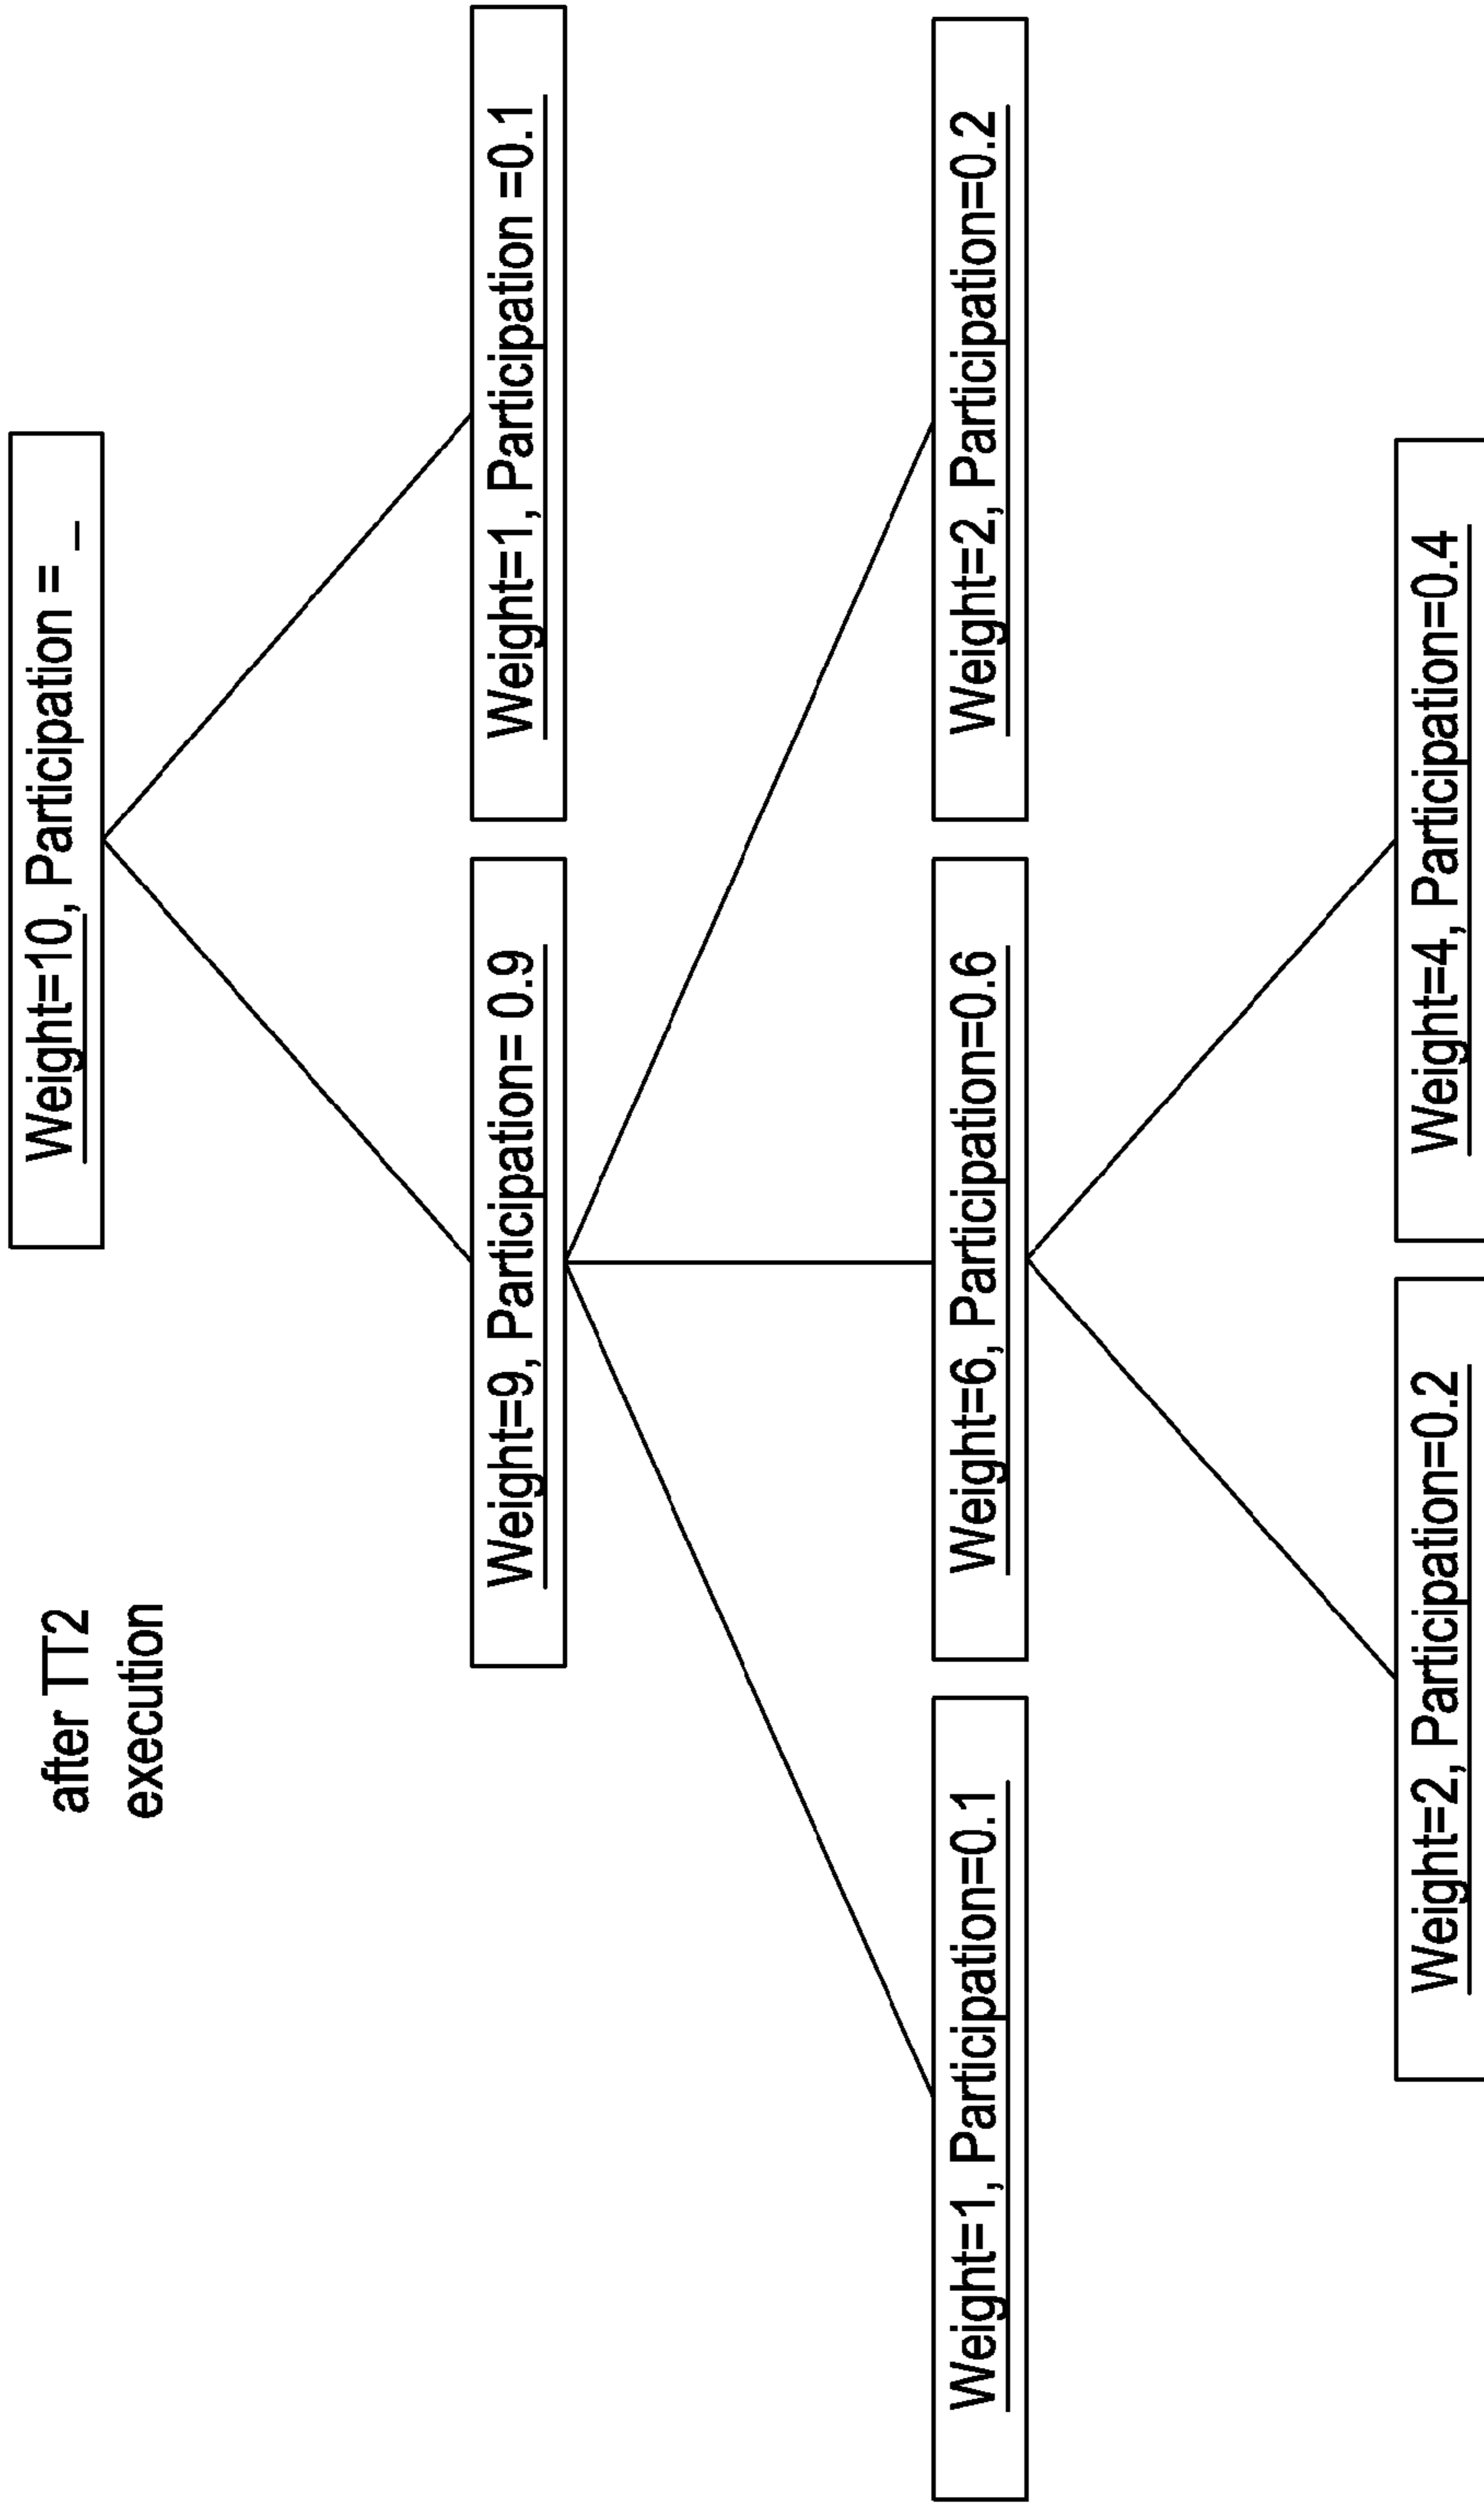 after TT2
execution
Weight=10, Participation = _
Weight=9, Participation= 0.9
Weight=1, Participation =0.1
Weight=1, Participation=0.1
Weight=6, Participation=0.6
Weight=2, Participation=0.2
Weight=2, Participation=0.2
Weight=4, Participation=0.4